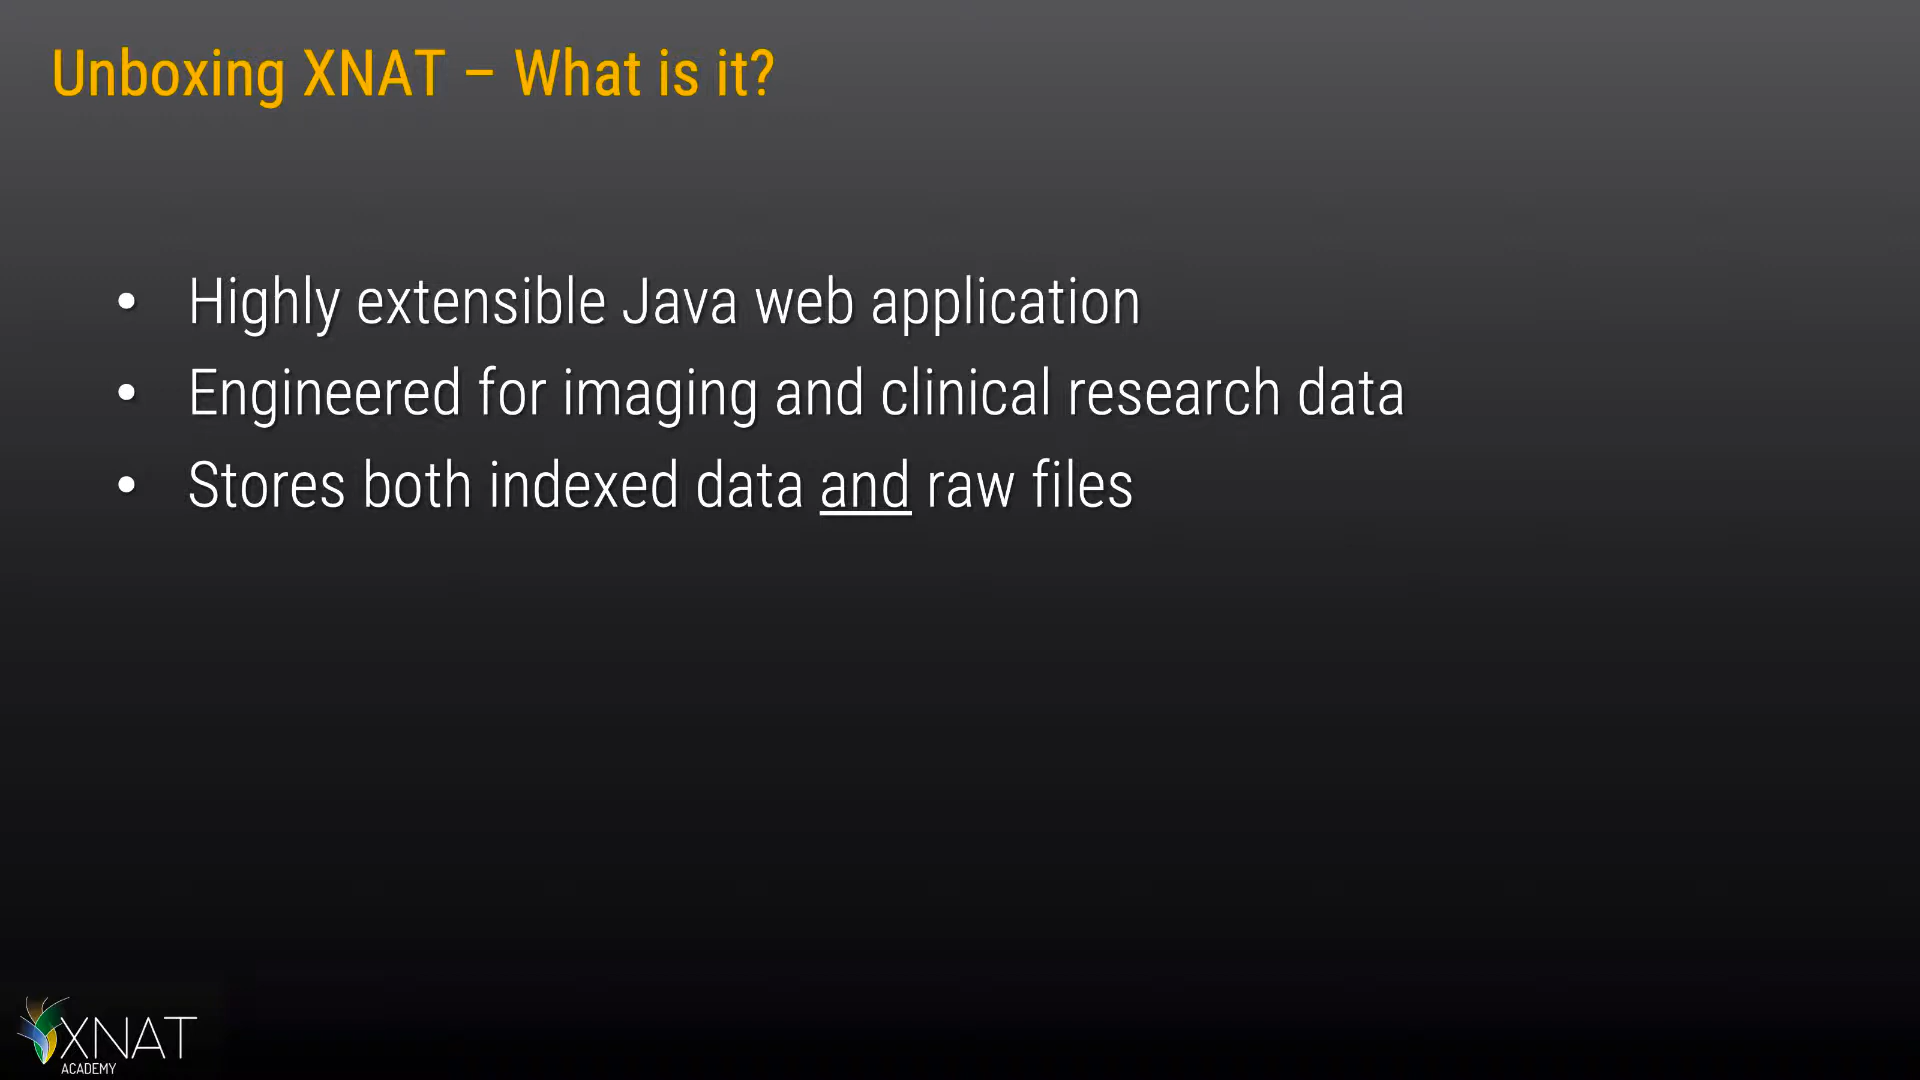 Unboxing XNAT – What is it?
• Highly extensible Java web application
• Engineered for imaging and clinical research data
• Stores both indexed data and raw files
XNAT
ACADEMY